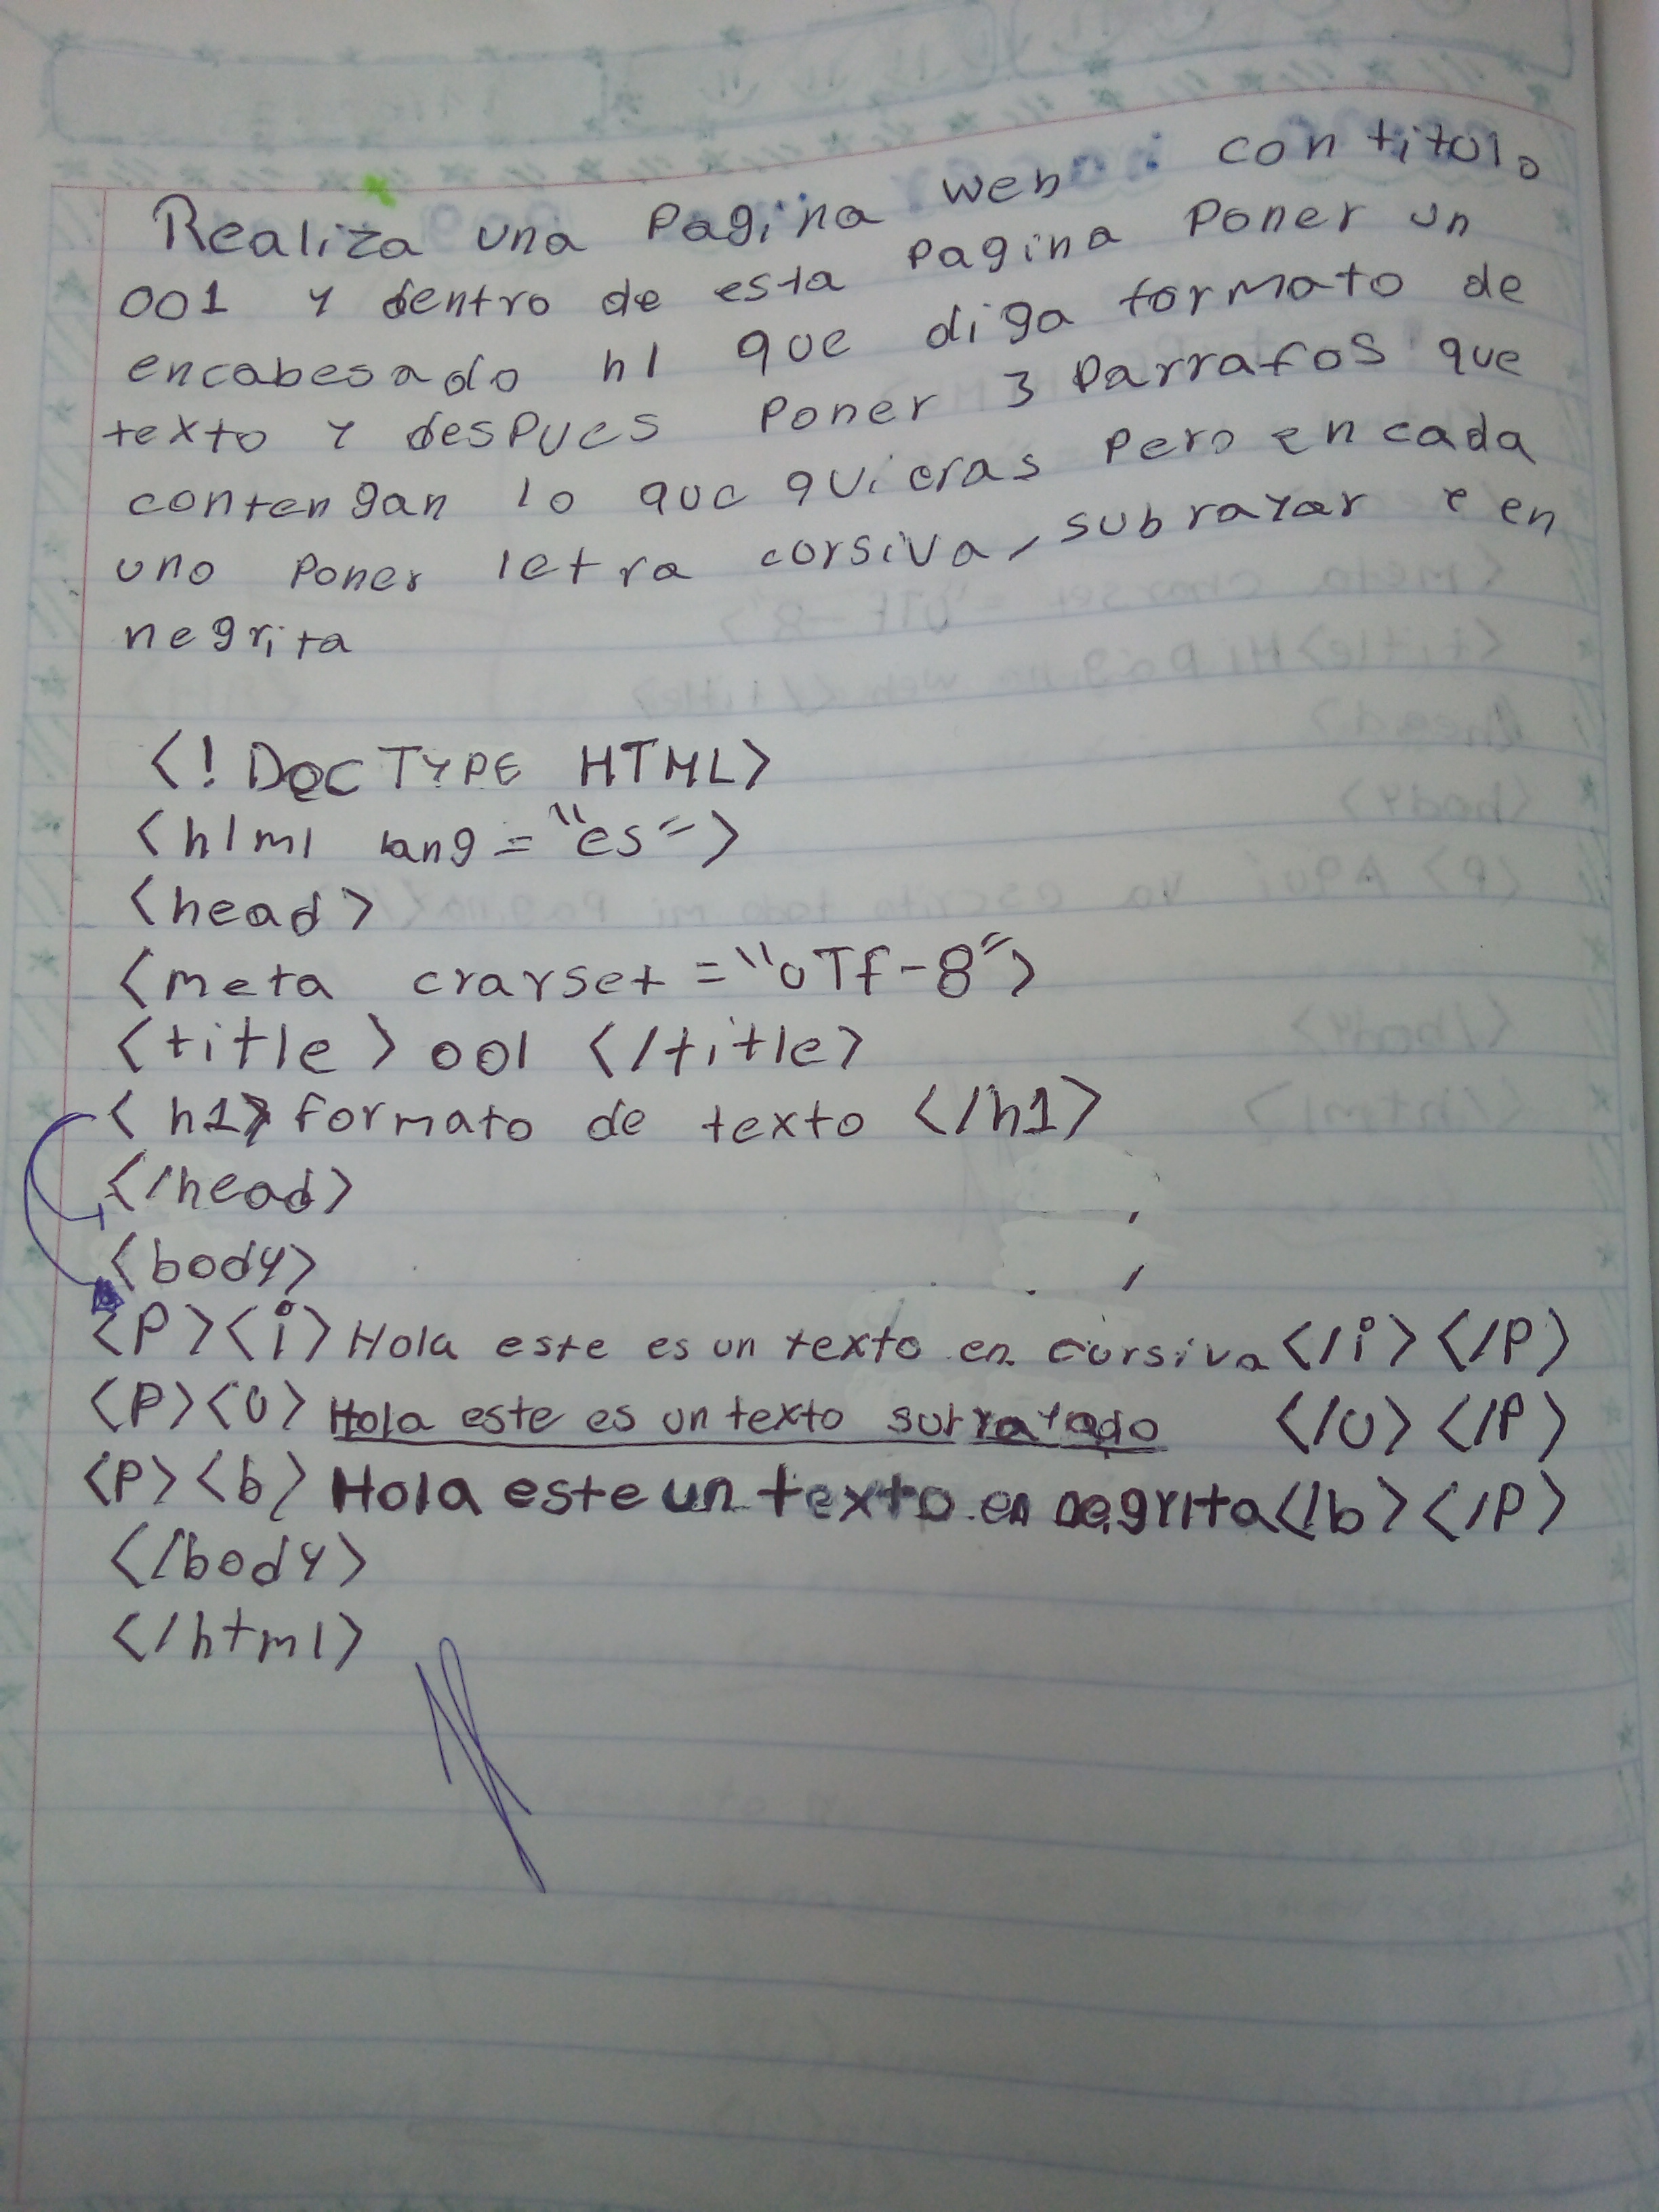 Realiza una Pagina web con titulo
001 y dentro de esta pagina Poner un
encabesado h1 que diga formato de
texto y despues Poner 3 Parrafos que
contengan lo que quieras Pero en cada
uno Poner letra corsiva, subrayar e en
negrita
<! DOCTYPE HTML>
<html lang = "es">
<head>
<meta crarset = "UTf-8">
<title> 001 </title>
< h1> formato de texto </h1>
</head>
<body>
<P><i> Hola este es un texto en cursiva </i></P>
<P><U> Hola este es un texto subrayado </U></P>
<P><b> Hola este un texto en negrita </b></P>
</body>
</html>